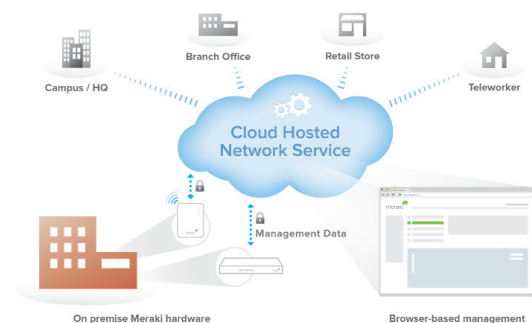 Branch Office
Retail Store
Campus / HQ
Teleworker
Cloud Hosted
Network Service
Management Data
meraki
On premise Meraki hardware
Browser-based management